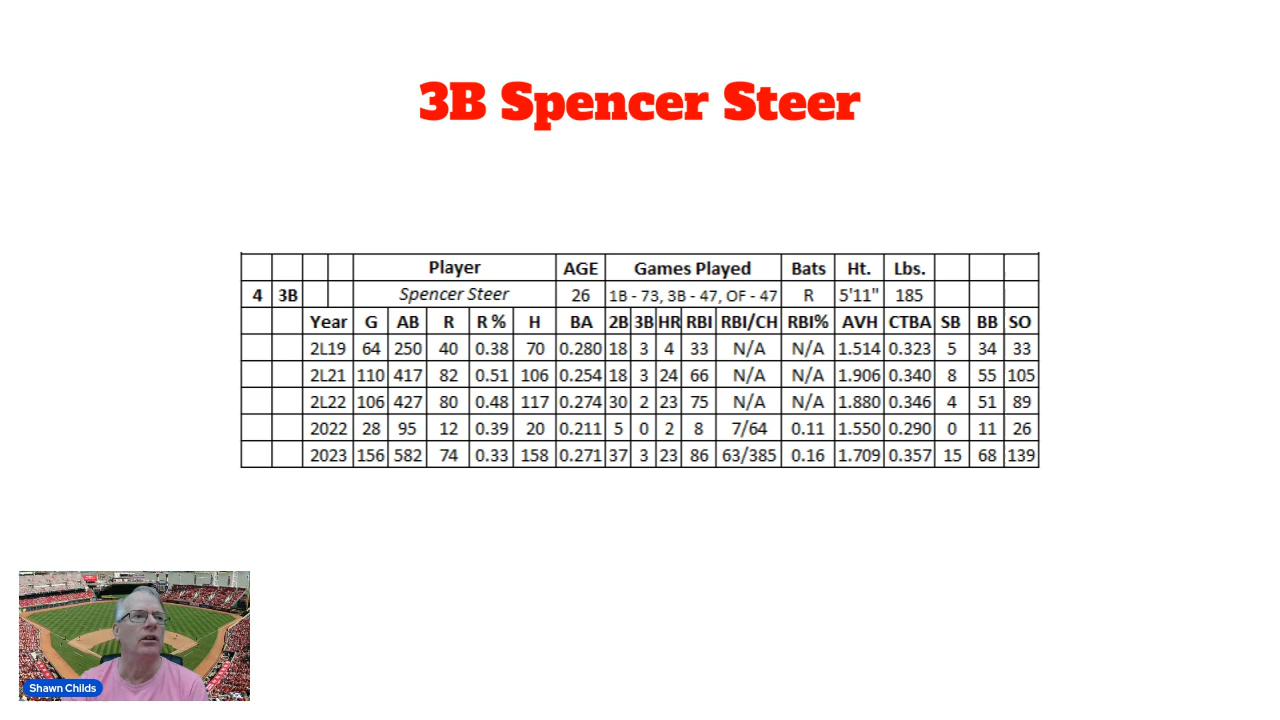 3B Spencer Steer
Player AGE Games Played Bats Ht. Lbs.
4 3B Spencer Steer 26 1B - 73, 3B - 47, OF - 47 R 5'11" 185
Year G AB R R % H BA 2B 3B HR RBI RBI/CH RBI% AVH CTBA SB BB SO
2L19 64 250 40 0.38 70 0.280 18 3 4 33 N/A N/A 1.514 0.323 5 34 33
2L21 110 417 82 0.51 106 0.254 18 3 24 66 N/A N/A 1.906 0.340 8 55 105
2L22 106 427 80 0.48 117 0.274 30 2 23 75 N/A N/A 1.880 0.346 4 51 89
2022 28 95 12 0.39 20 0.211 5 0 2 8 7/64 0.11 1.550 0.290 0 11 26
2023 156 582 74 0.33 158 0.271 37 3 23 86 63/385 0.16 1.709 0.357 15 68 139
Shawn Childs